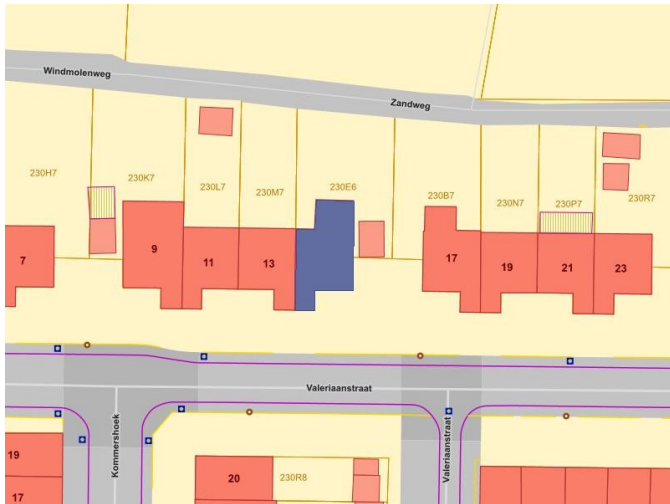 Windmolenweg
Zandweg
230H7
230K7
230L7
230M7
230E6
230B7
230N7
230P7
230R7
7
9
11
13
17
19
21
23
Valeriaanstraat
Kommershoek
Valeriaanstraat
19
17
20
230R8